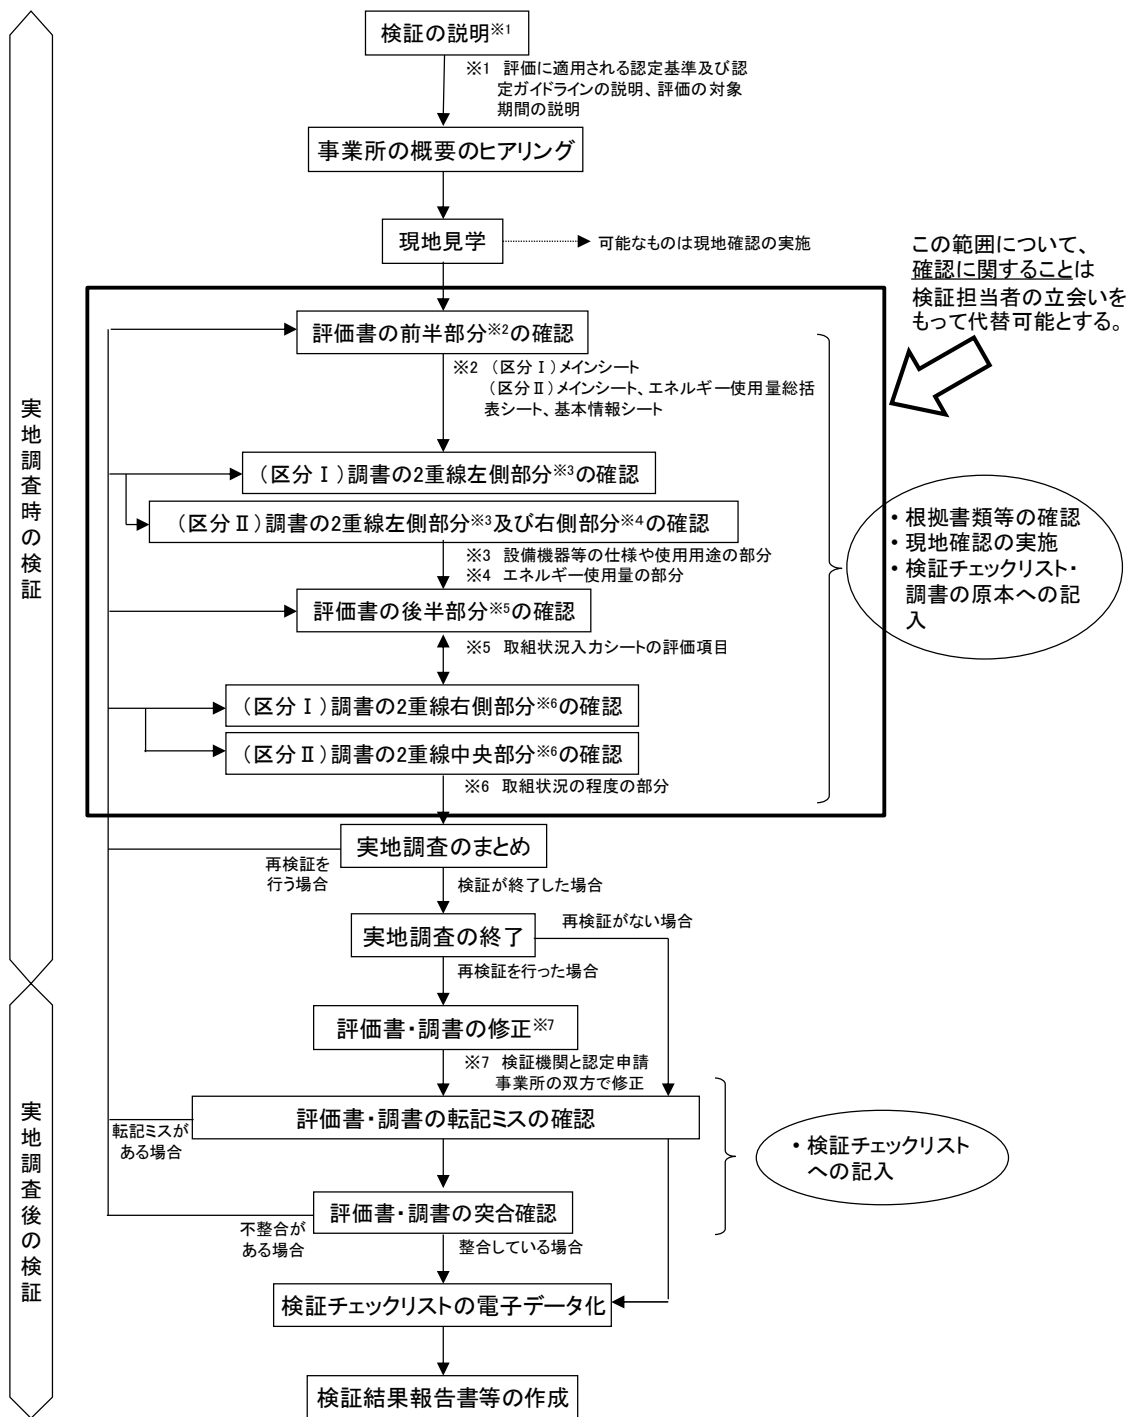 検証の説明※1
※1 評価に適用される認定基準及び認
定ガイドラインの説明、評価の対象
期間の説明
事業所の概要のヒアリング
現地見学
可能なものは現地確認の実施
この範囲について、
確認に関することは
検証担当者の立会いを
もって代替可能とする。
評価書の前半部分※2の確認
※2 (区分Ⅰ)メインシート
(区分Ⅱ)メインシート、エネルギー使用量総括
表シート、基本情報シート
(区分Ⅰ)調書の2重線左側部分※3の確認
(区分Ⅱ)調書の2重線左側部分※3及び右側部分※4の確認
※3 設備機器等の仕様や使用用途の部分
※4 エネルギー使用量の部分
評価書の後半部分※5の確認
※5 取組状況入力シートの評価項目
(区分Ⅰ)調書の2重線右側部分※6の確認
(区分Ⅱ)調書の2重線中央部分※6の確認
※6 取組状況の程度の部分
・根拠書類等の確認
・現地確認の実施
・検証チェックリスト・
調書の原本への記
入
実地調査時の検証
実地調査のまとめ
再検証を
行う場合
検証が終了した場合
実地調査の終了
再検証がない場合
再検証を行った場合
評価書・調書の修正※7
※7 検証機関と認定申請
事業所の双方で修正
評価書・調書の転記ミスの確認
転記ミスが
ある場合
・検証チェックリスト
への記入
評価書・調書の突合確認
不整合が
ある場合
整合している場合
実地調査後の検証
検証チェックリストの電子データ化
検証結果報告書等の作成